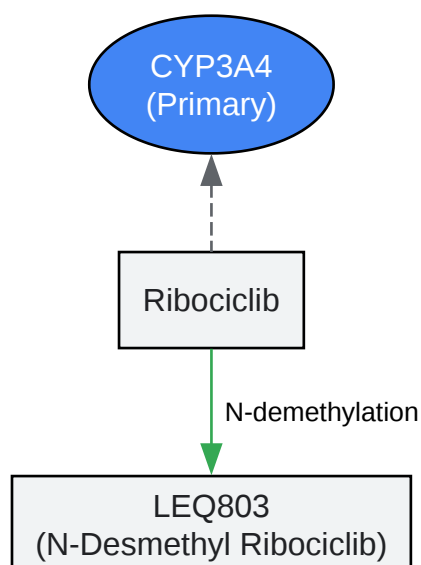 CYP3A4
(Primary)
Ribociclib
N-demethylation
LEQ803
(N-Desmethyl Ribociclib)